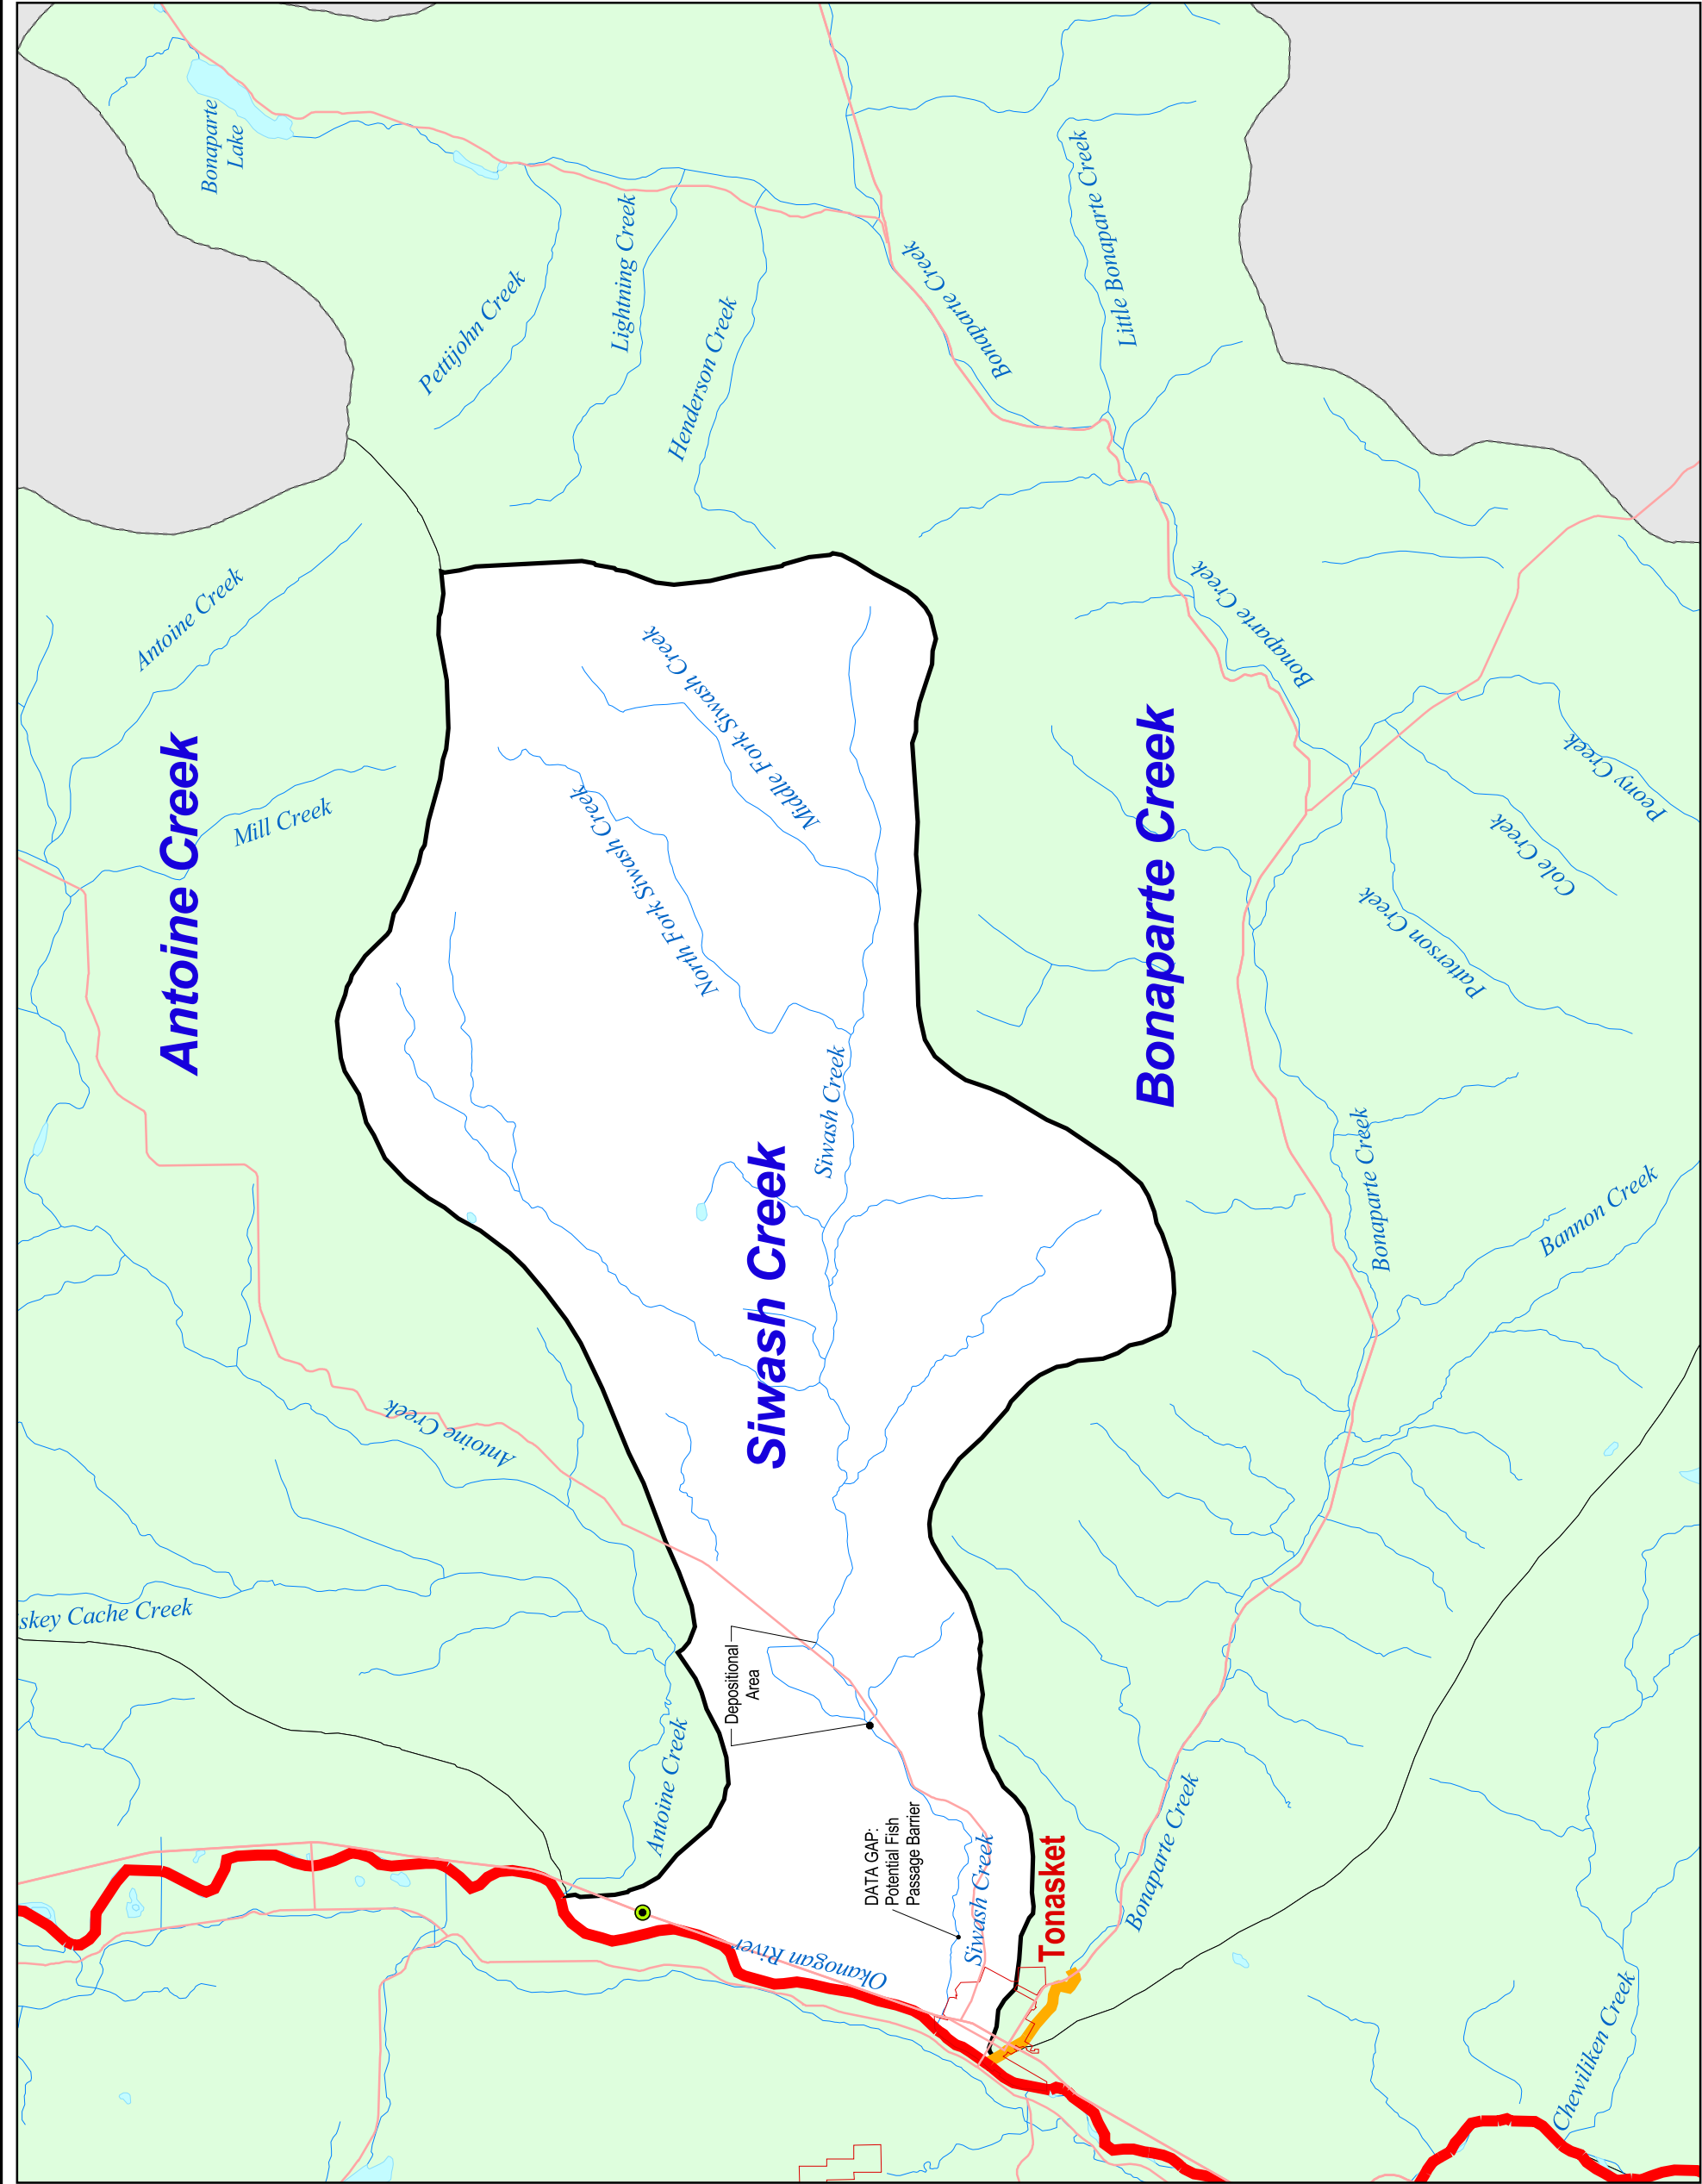 Bonaparte
Lake
Pettijohn Creek
Lightning Creek
Henderson Creek
Bonaparte Creek
Little Bonaparte Creek
Antoine Creek
Mill Creek
Antoine Creek
Middle Fork Siwash Creek
North Fork Siwash Creek
Siwash Creek
Siwash Creek
Bonaparte Creek
Bonaparte Creek
Peony Creek
Cole Creek
Patterson Creek
Bonaparte Creek
Bannon Creek
Antoine Creek
skey Cache Creek
Antoine Creek
Depositional
Area
DATA GAP:
Potential Fish
Passage Barrier
Siwash Creek
Tonasket
Bonaparte Creek
Okanogan River
Chewiliken Creek